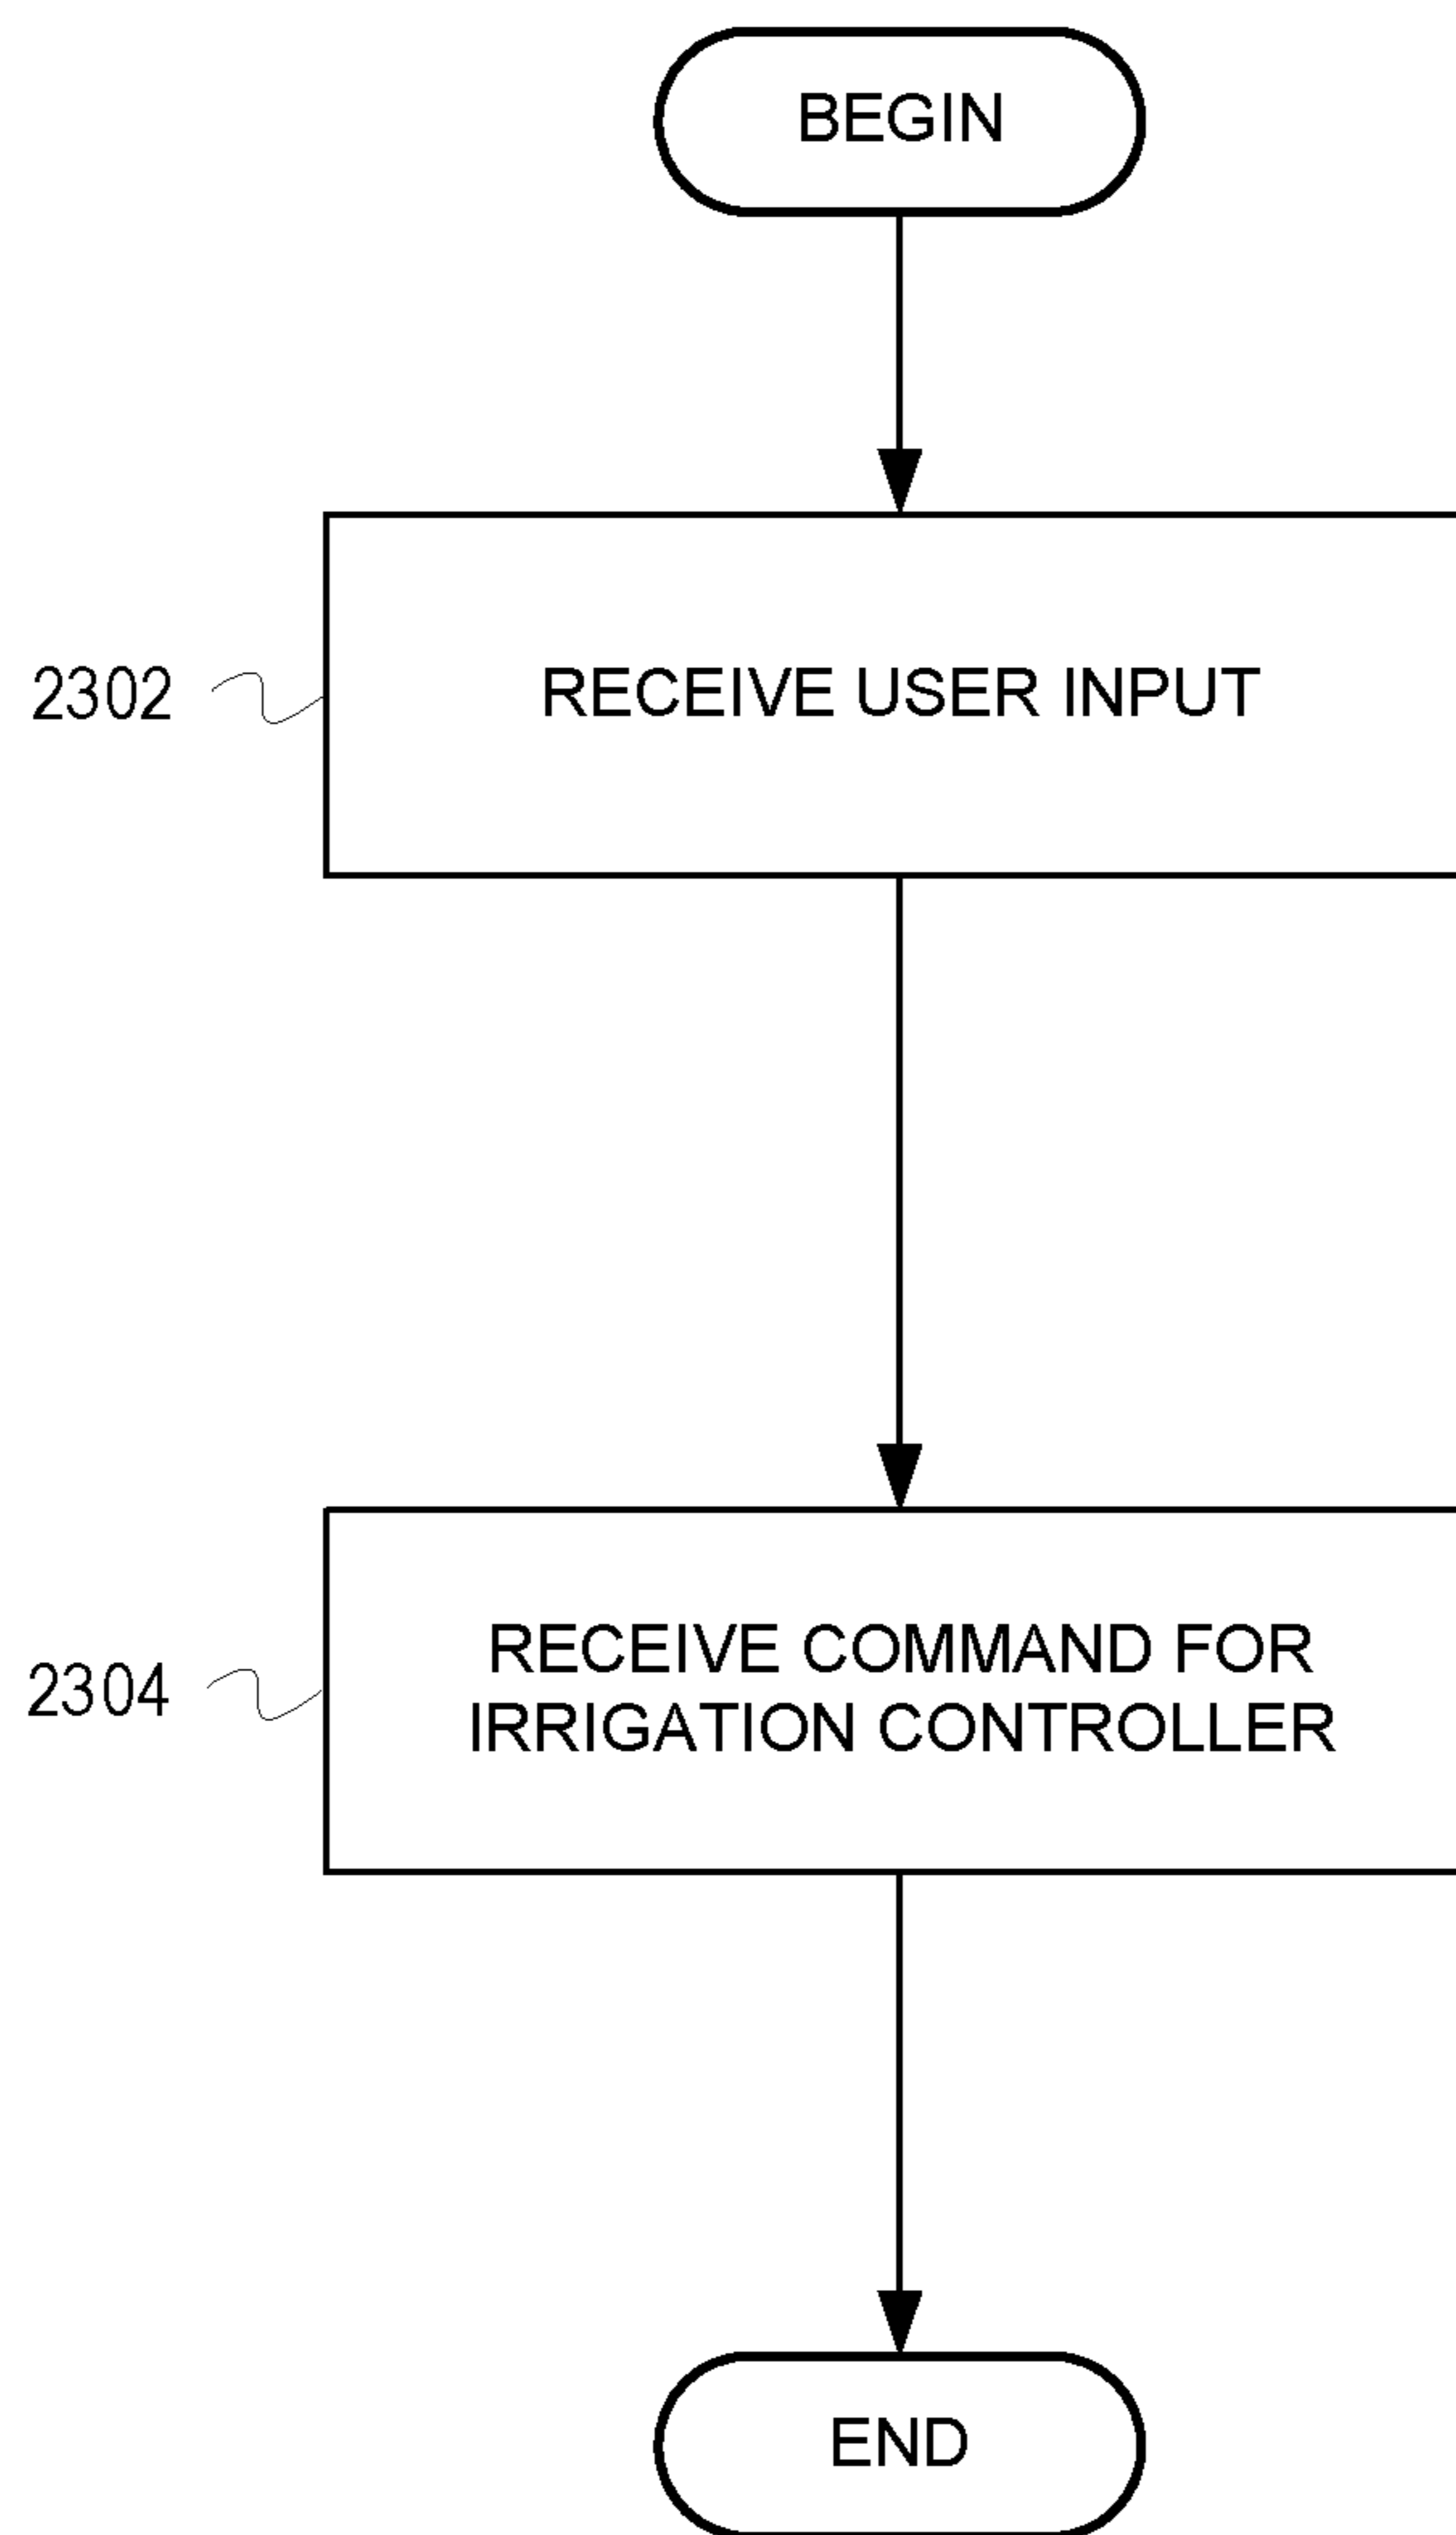 BEGIN
2302
RECEIVE USER INPUT
2304
RECEIVE COMMAND FOR
IRRIGATION CONTROLLER
END